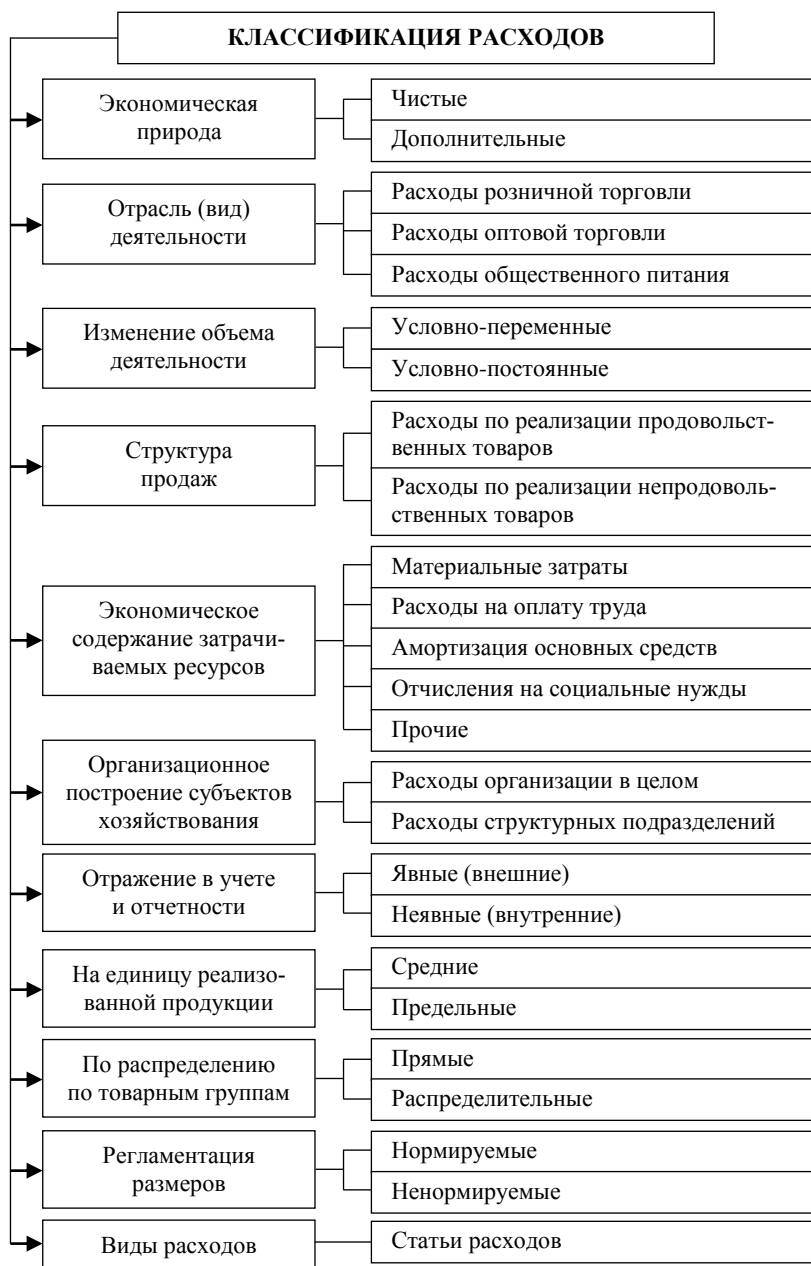 КЛАССИФИКАЦИЯ РАСХОДОВ
Экономическая
природа
Чистые
Дополнительные
Отрасль (вид)
деятельности
Расходы розничной торговли
Расходы оптовой торговли
Расходы общественного питания
Изменение объема
деятельности
Условно-переменные
Условно-постоянные
Структура
продаж
Расходы по реализации продовольст-
венных товаров
Расходы по реализации непродоволь-
ственных товаров
Экономическое
содержание затрачи-
ваемых ресурсов
Материальные затраты
Расходы на оплату труда
Амортизация основных средств
Отчисления на социальные нужды
Прочие
Организационное
построение субъектов
хозяйствования
Расходы организации в целом
Расходы структурных подразделений
Отражение в учете
и отчетности
Явные (внешние)
Неявные (внутренние)
На единицу реализо-
ванной продукции
Средние
Предельные
По распределению
по товарным группам
Прямые
Распределительные
Регламентация
размеров
Нормируемые
Ненормируемые
Виды расходов
Статьи расходов